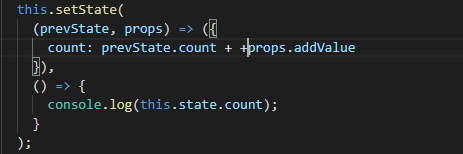 this.setState(
(prevState, props) => ({
count: prevState.count + +props.addValue
}),
() => {
console.log(this.state.count);
}
);